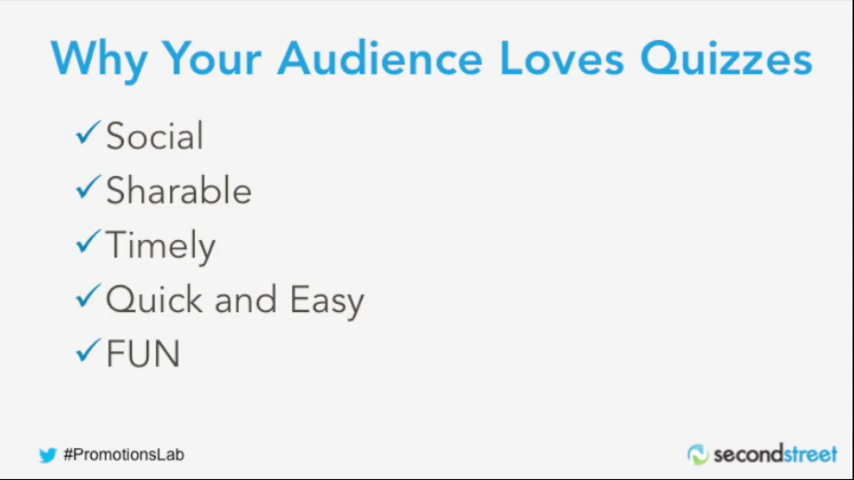 Why Your Audience Loves Quizzes
✓ Social
✓ Sharable
✓ Timely
✓ Quick and Easy
✓ FUN
#PromotionsLab
secondstreet